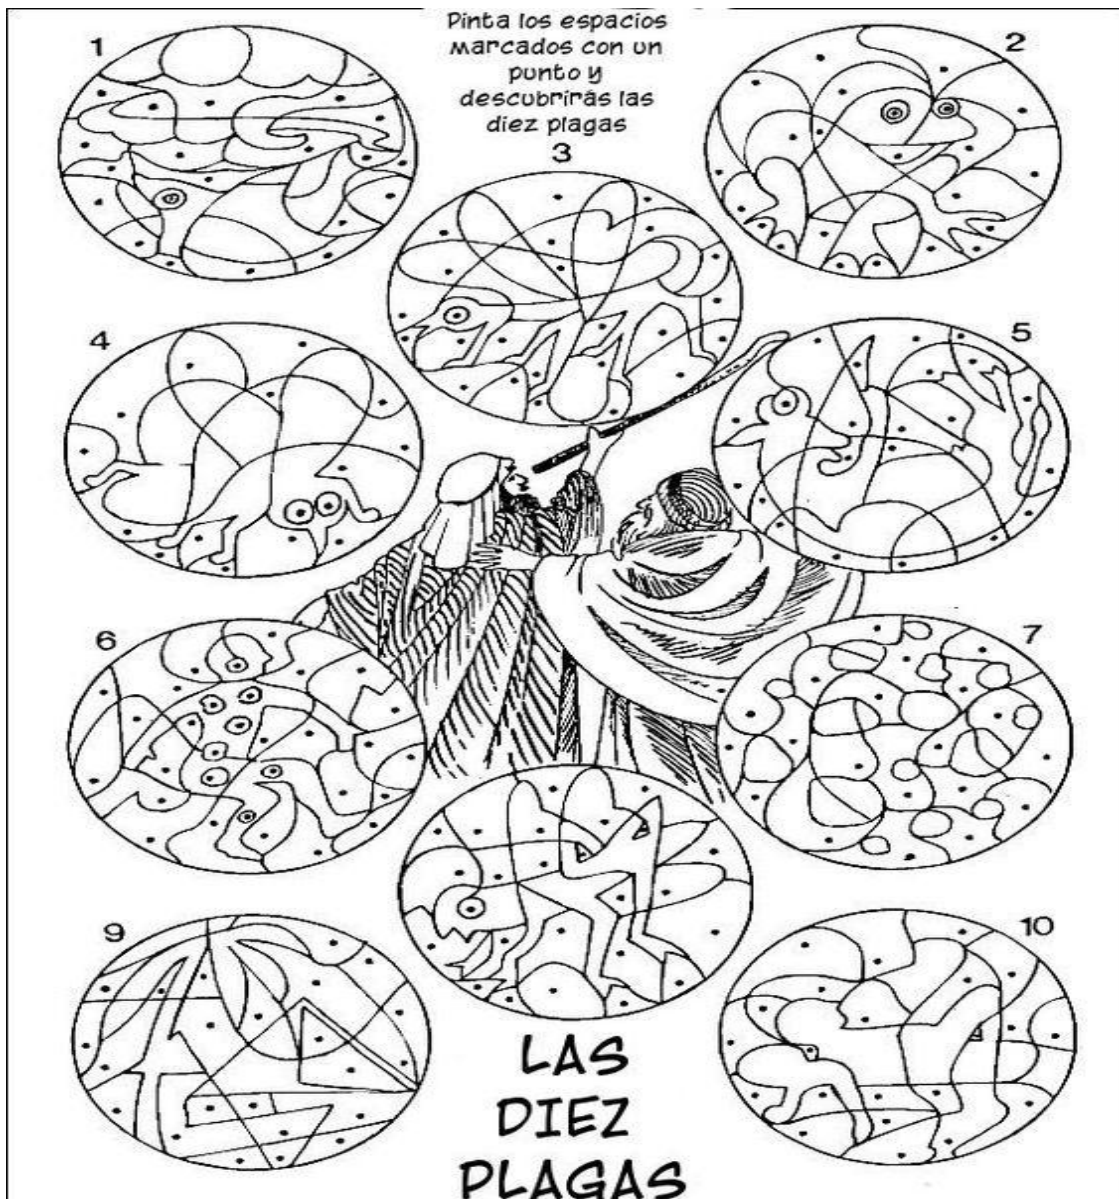 Pinta los espacios
marcados con un
punto y
descubrirás las
diez plagas
1
2
3
4
5
6
7
9
10
LAS
DIEZ
PLAGAS